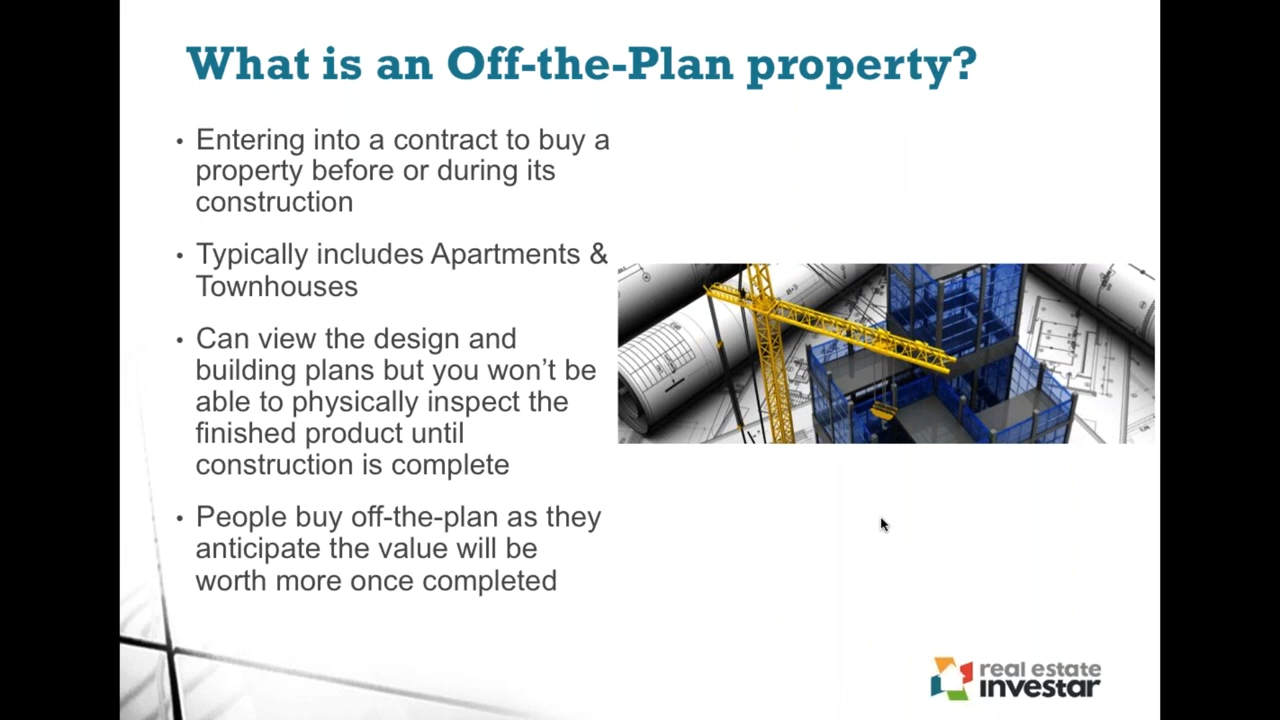 What is an Off-the-Plan property?
• Entering into a contract to buy a
property before or during its
construction
• Typically includes Apartments &
Townhouses
• Can view the design and
building plans but you won’t be
able to physically inspect the
finished product until
construction is complete
• People buy off-the-plan as they
anticipate the value will be
worth more once completed
real estate
investar